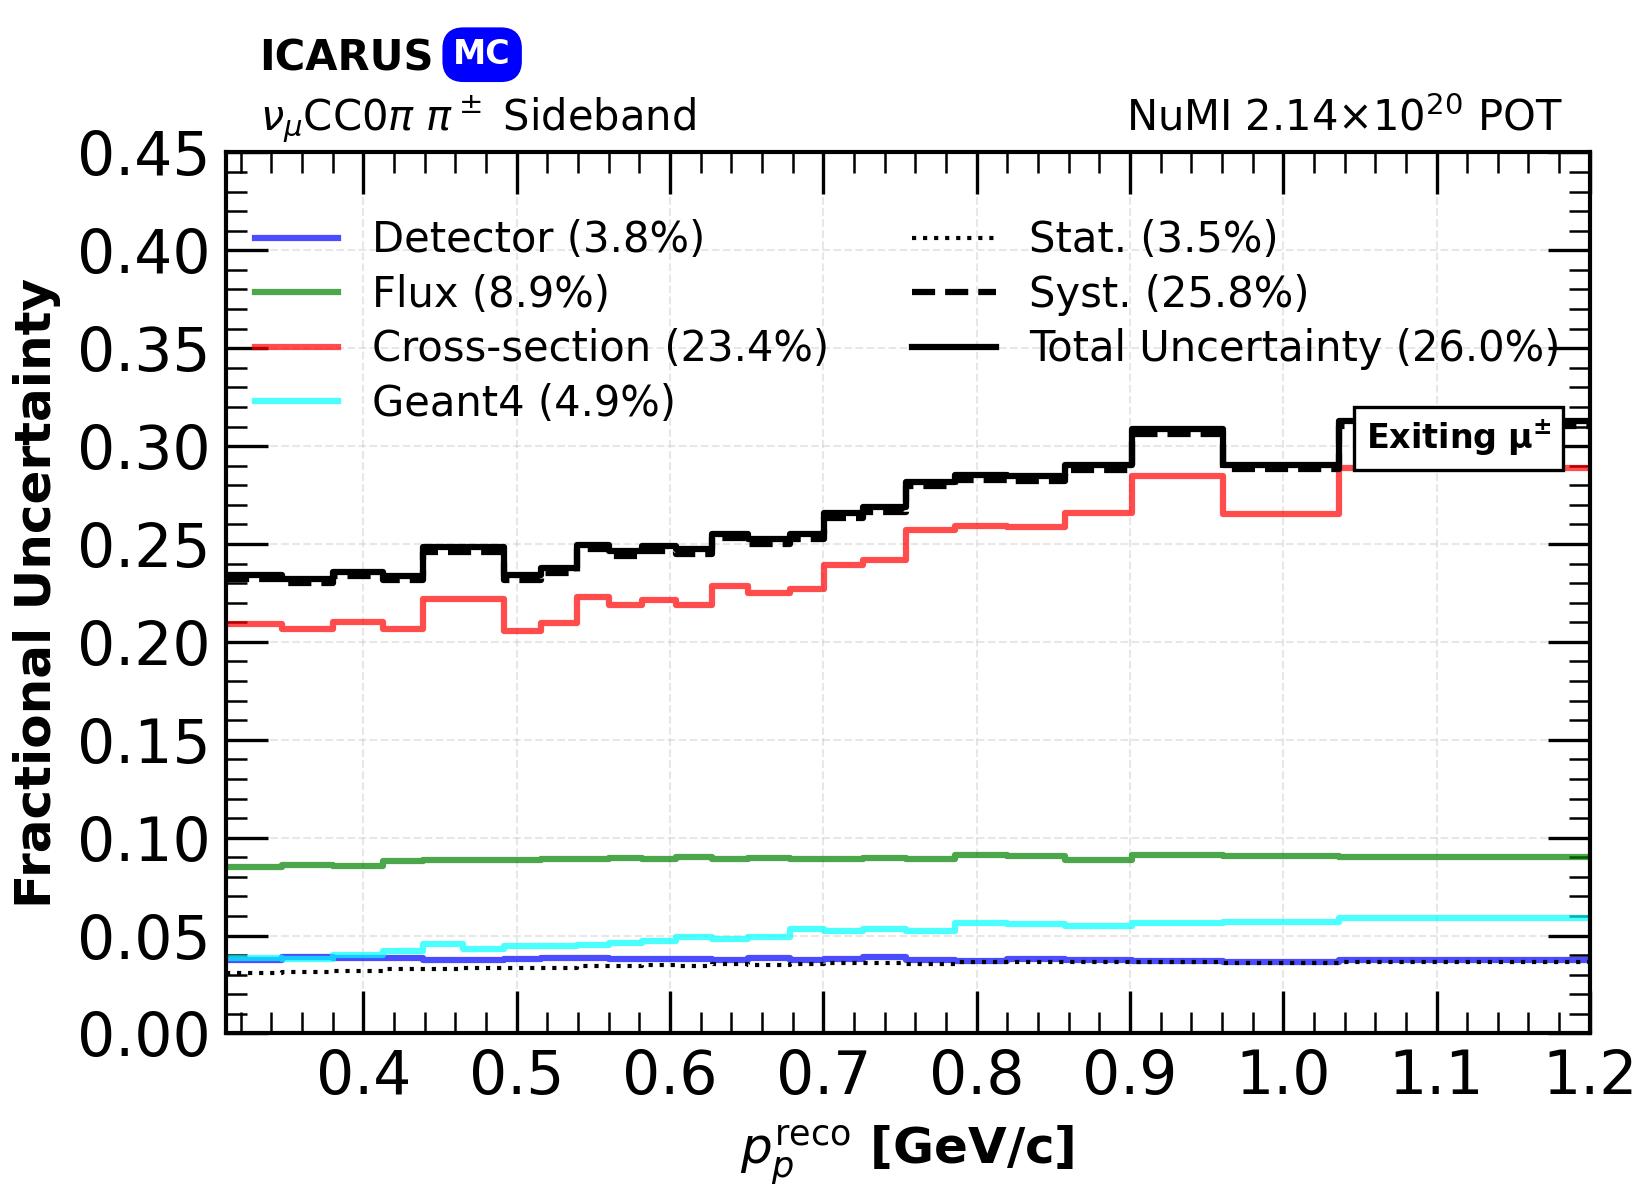 ICARUS MC
νμCC0π π± Sideband
NuMI 2.14×10²⁰ POT
0.45
0.40
0.35
0.30
0.25
0.20
0.15
0.10
0.05
0.00
Fractional Uncertainty
Detector (3.8%)
Flux (8.9%)
Cross-section (23.4%)
Geant4 (4.9%)
Stat. (3.5%)
Syst. (25.8%)
Total Uncertainty (26.0%)
Exiting μ±
0.4 0.5 0.6 0.7 0.8 0.9 1.0 1.1 1.2
p_p^reco [GeV/c]